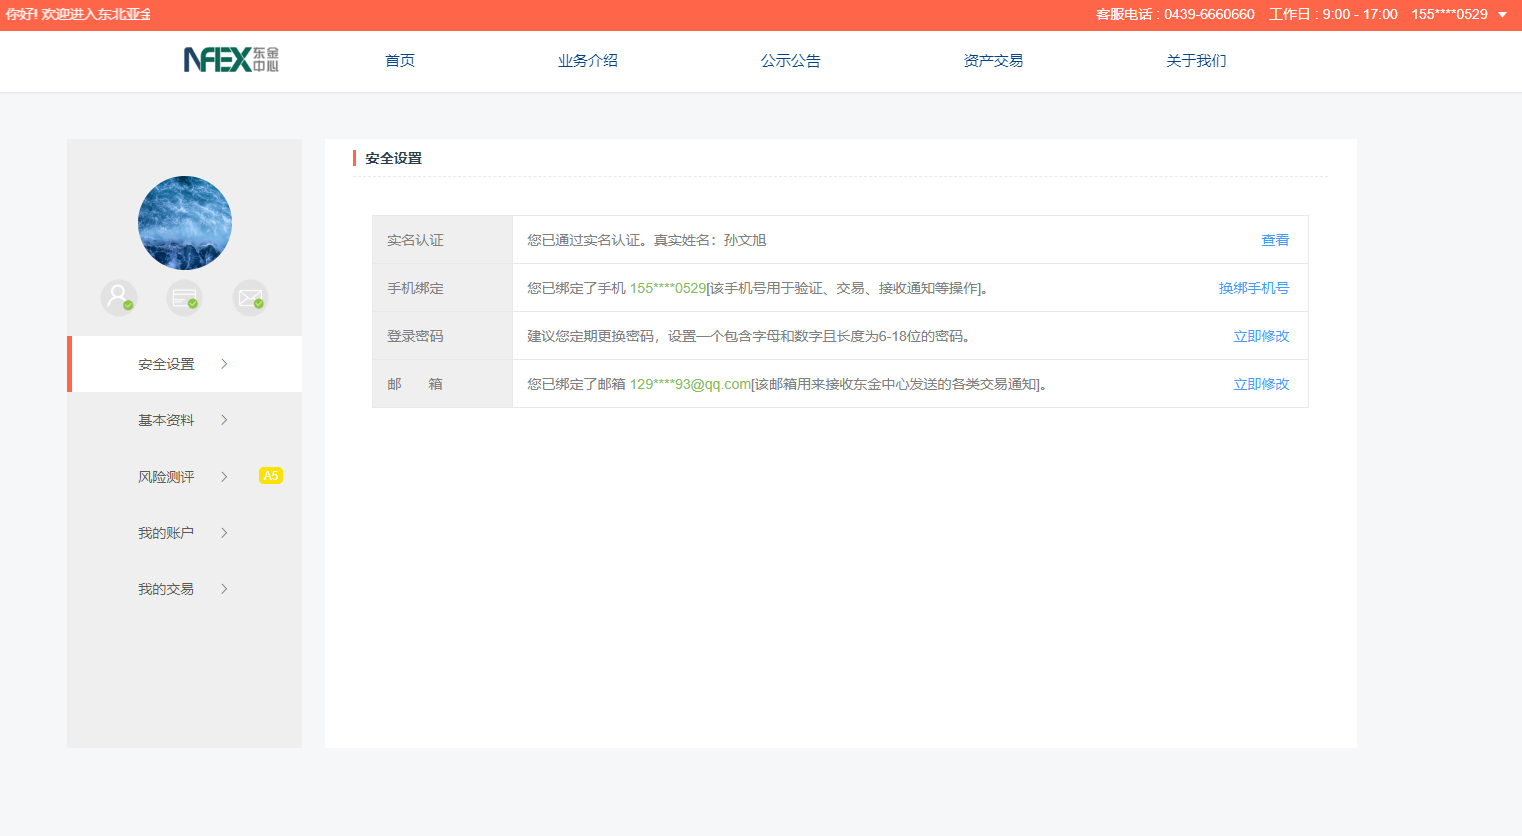 你好! 欢迎进入东北亚金
客服电话 : 0439-6660660 工作日 : 9:00 - 17:00 155****0529
NFEX 东金中心
首页 业务介绍 公示公告 资产交易 关于我们
安全设置
基本资料
风险测评 A5
我的账户
我的交易
安全设置
实名认证 您已通过实名认证。真实姓名：孙文旭 查看
手机绑定 您已绑定了手机 155****0529[该手机号用于验证、交易、接收通知等操作]。 换绑手机号
登录密码 建议您定期更换密码，设置一个包含字母和数字且长度为6-18位的密码。 立即修改
邮 箱 您已绑定了邮箱 129****93@qq.com[该邮箱用来接收东金中心发送的各类交易通知]。 立即修改